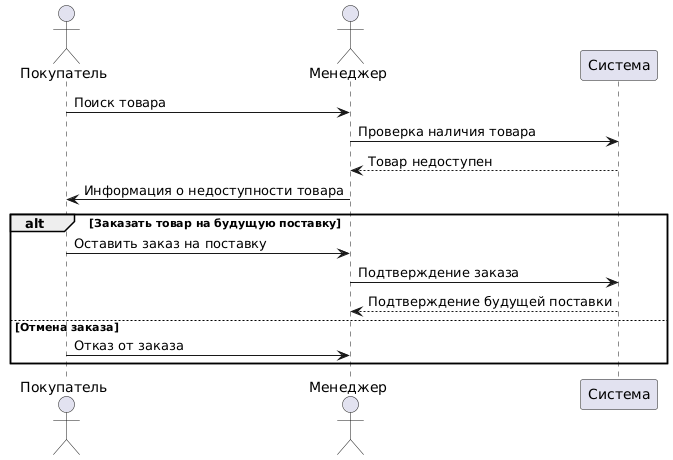 Покупатель
Менеджер
Система
Поиск товара
Проверка наличия товара
Товар недоступен
Информация о недоступности товара
alt [Заказать товар на будущую поставку]
Оставить заказ на поставку
Подтверждение заказа
Подтверждение будущей поставки
[Отмена заказа]
Отказ от заказа
Покупатель
Менеджер
Система